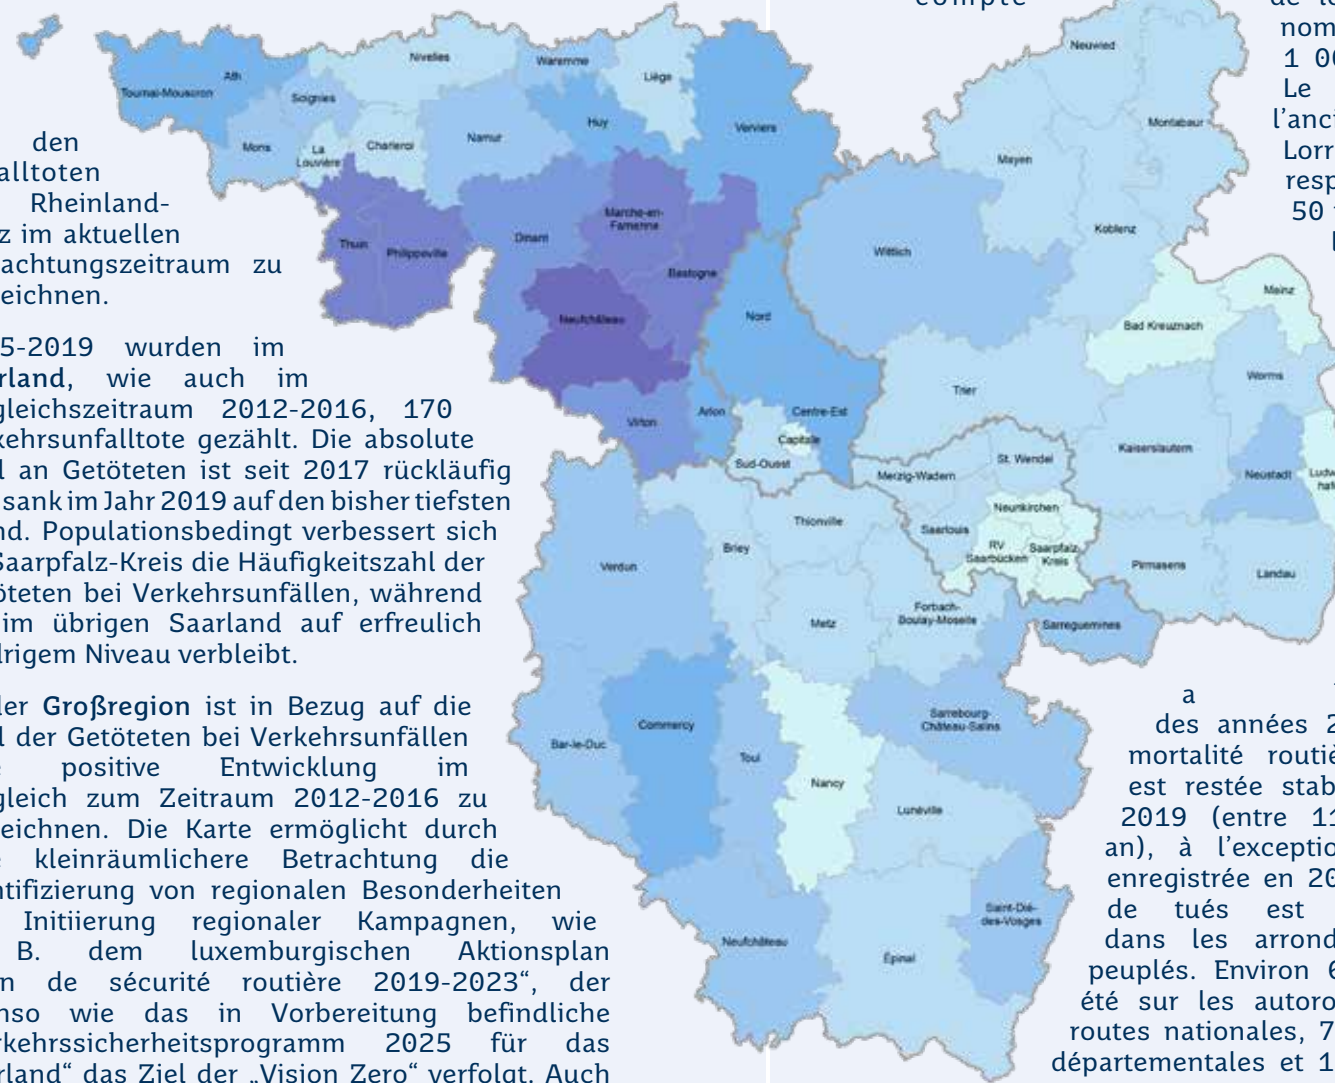 den
alltoten
Rheinland-
z im aktuellen
achtungszeitraum zu
eichnen.
5-2019 wurden im
rland, wie auch im
gleichszeitraum 2012-2016, 170
kehrsunfalltote gezählt. Die absolute
l an Getöteten ist seit 2017 rückläufig
sank im Jahr 2019 auf den bisher tiefsten
nd. Populationsbedingt verbessert sich
Saarpfalz-Kreis die Häufigkeitszahl der
öteten bei Verkehrsunfällen, während
im übrigen Saarland auf erfreulich
drigem Niveau verbleibt.
der Großregion ist in Bezug auf die
l der Getöteten bei Verkehrsunfällen
e positive Entwicklung im
gleich zum Zeitraum 2012-2016 zu
eichnen. Die Karte ermöglicht durch
e kleinräumlichere Betrachtung die
ntifizierung von regionalen Besonderheiten
Initiierung regionaler Kampagnen, wie
B. dem luxemburgischen Aktionsplan
n de sécurité routière 2019-2023“, der
nso wie das in Vorbereitung befindliche
rkehrssicherheitsprogramm 2025 für das
rland“ das Ziel der „Vision Zero“ verfolgt. Auch
Tournai-Mouscron
Ath
Soignies
Nivelles
Waremme
Liège
Mons
La
Louvière
Charleroi
Namur
Huy
Verviers
Thuin
Philippeville
Dinant
Marche-en-
Famenne
Bastogne
Neufchâteau
Virton
Arlon
Nord
Centre-Est
Capitale
Sud-Ouest
Neuwied
Montabaur
Mayen
Koblenz
Wittlich
Mainz
Bad Kreuznach
Trier
Worms
Kaiserslautern
Neustadt
Ludw
hafe
Merzig-Wadern
St. Wendel
Neunkirchen
Saarlouis
RV
Saarbücken
Saarpfalz-
Kreis
Pirmasens
Landau
Thionville
Briey
Verdun
Metz
Forbach-
Boulay-Moselle
Sarreguemines
Commercy
Bar-le-Duc
Toul
Nancy
Sarrebourg-
Château-Salins
Lunéville
Saint-Dié-
des-Vosges
Neufchâteau
Épinal
compte
nom
1 00
Le
l'anci
Lorr
resp
50
a
des années 2
mortalité routiè
est restée stab
2019 (entre 11
an), à l'exceptio
enregistrée en 20
de tués est
dans les arrond
peuplés. Environ 6
été sur les autoro
routes nationales, 7
départementales et 1